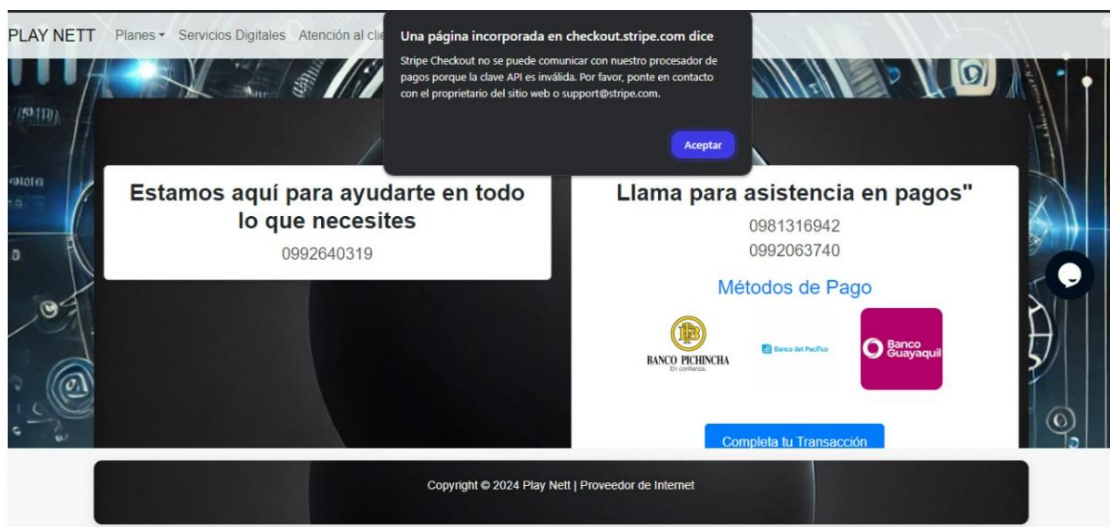 PLAY NETT
Planes
Servicios Digitales
Una página incorporada en checkout.stripe.com dice
Stripe Checkout no se puede comunicar con nuestro procesador de
pagos porque la clave API es inválida. Por favor, ponte en contacto
con el proprietario del sitio web o support@stripe.com.
Aceptar
Atención al clie
Estamos aquí para ayudarte en todo
lo que necesites
0992640319
Llama para asistencia en pagos"
0981316942
0992063740
Métodos de Pago
BANCO PICHINCHA
En confianza.
Banco del Pacífico
Banco
Guayaquil
Completa tu Transacción
Copyright © 2024 Play Nett | Proveedor de Internet